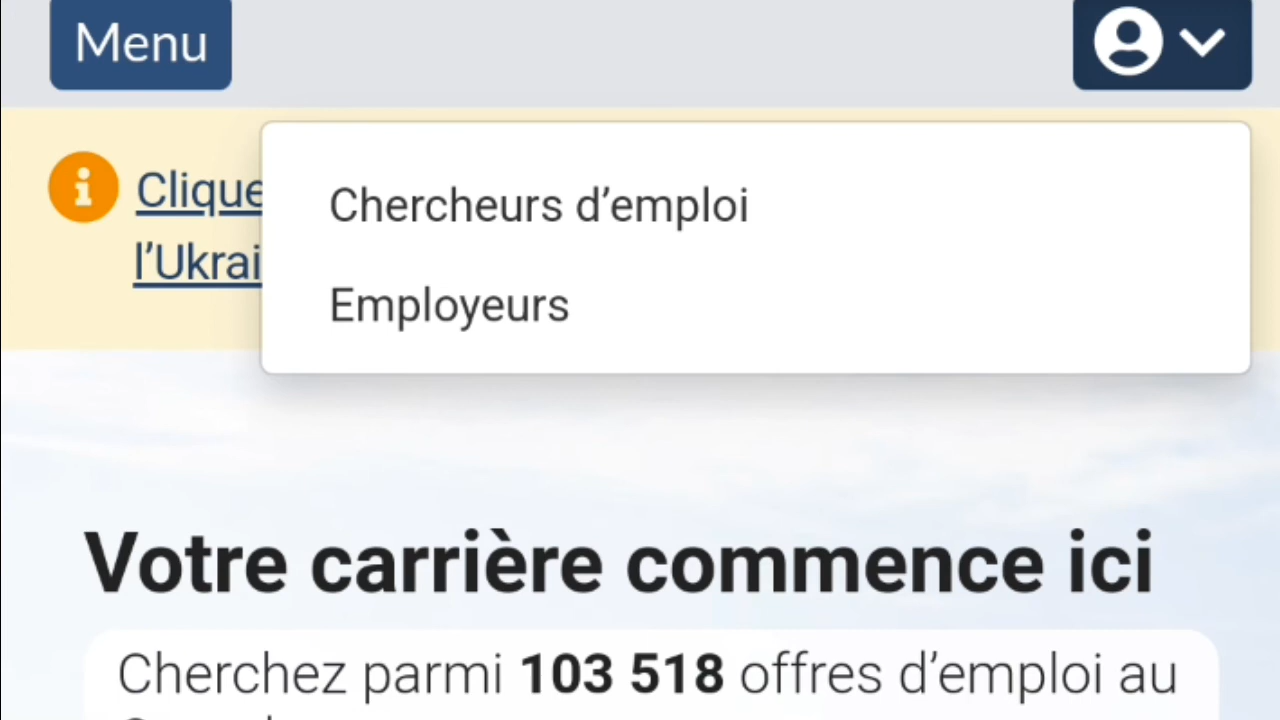 Menu
Chercheurs d’emploi
Employeurs
Clique
l’Ukrai
Votre carrière commence ici
Cherchez parmi 103 518 offres d’emploi au